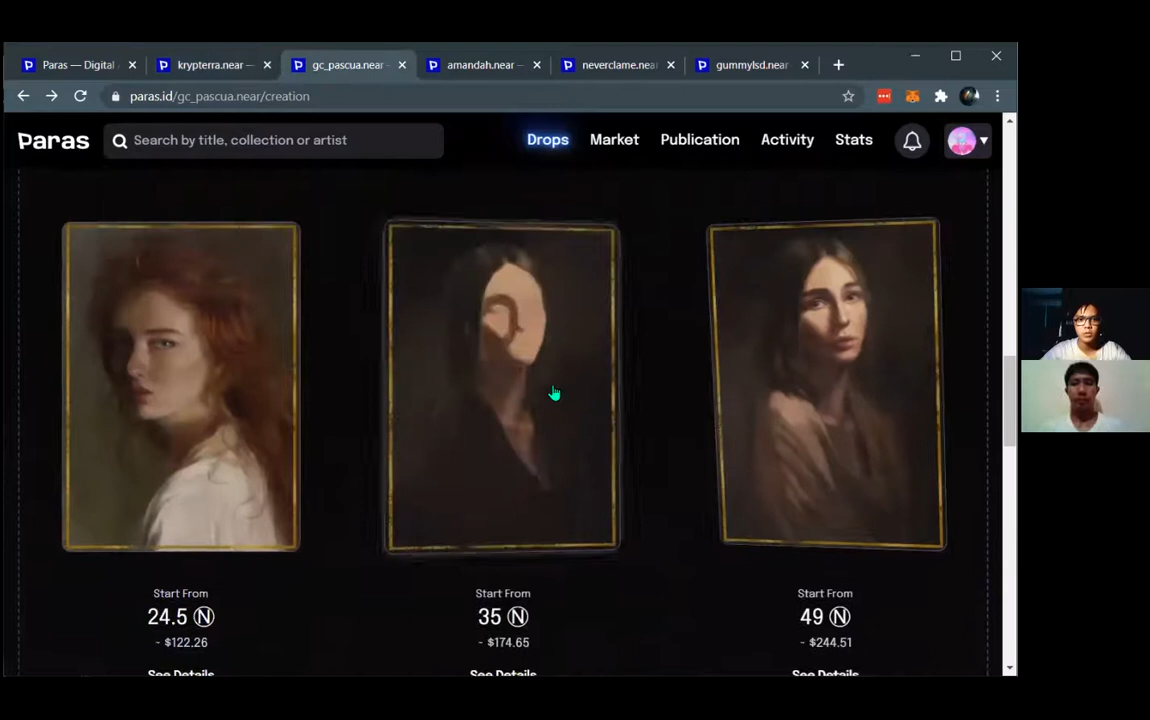 Paras — Digital
krypterra.near —
gc_pascua.near
amandah.near —
neverclame.near
gummylsd.near
paras.id/gc_pascua.near/creation
Paras
Search by title, collection or artist
Drops
Market
Publication
Activity
Stats
Start From
24.5 Ⓝ
~ $122.26
See Details
Start From
35 Ⓝ
~ $174.65
See Details
Start From
49 Ⓝ
~ $244.51
See Details